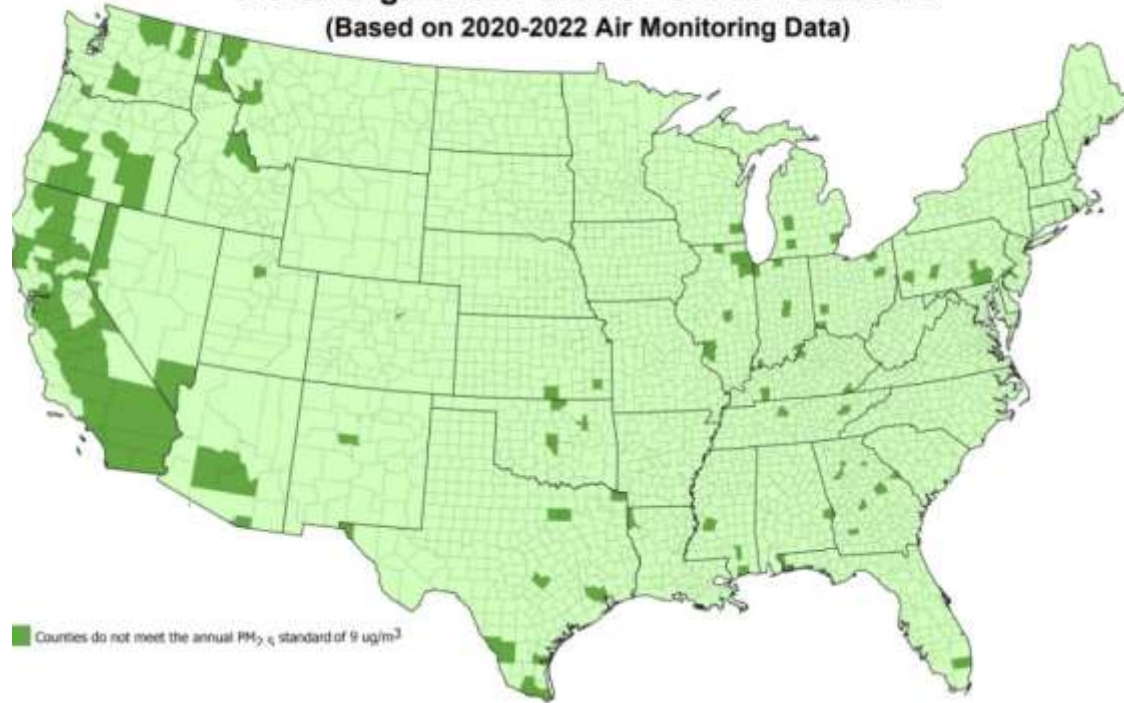 (Based on 2020-2022 Air Monitoring Data)
Counties do not meet the annual PM2.5 standard of 9 ug/m3